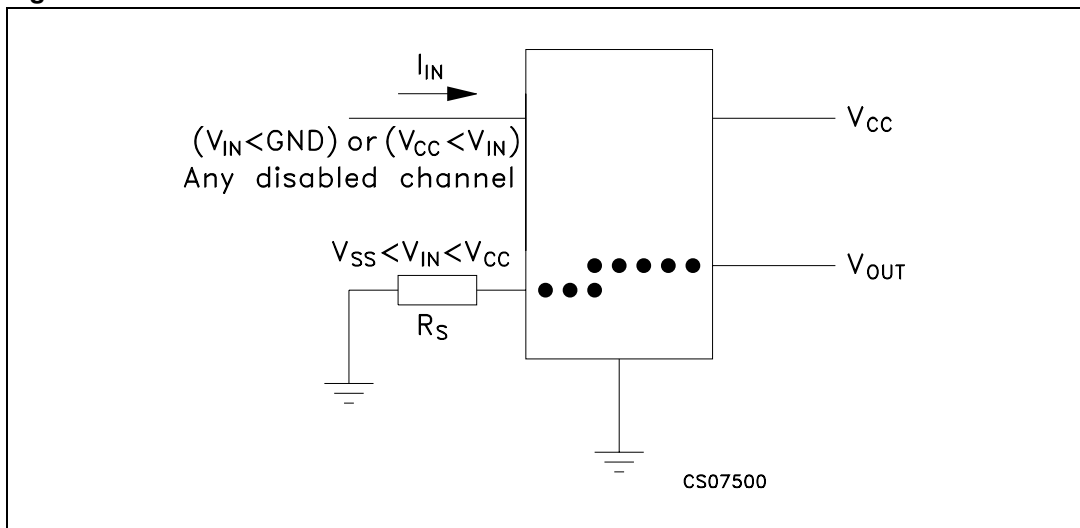 I_IN
(V_IN<GND) or (V_CC<V_IN)
Any disabled channel
V_CC
V_SS<V_IN<V_CC
V_OUT
R_S
CS07500